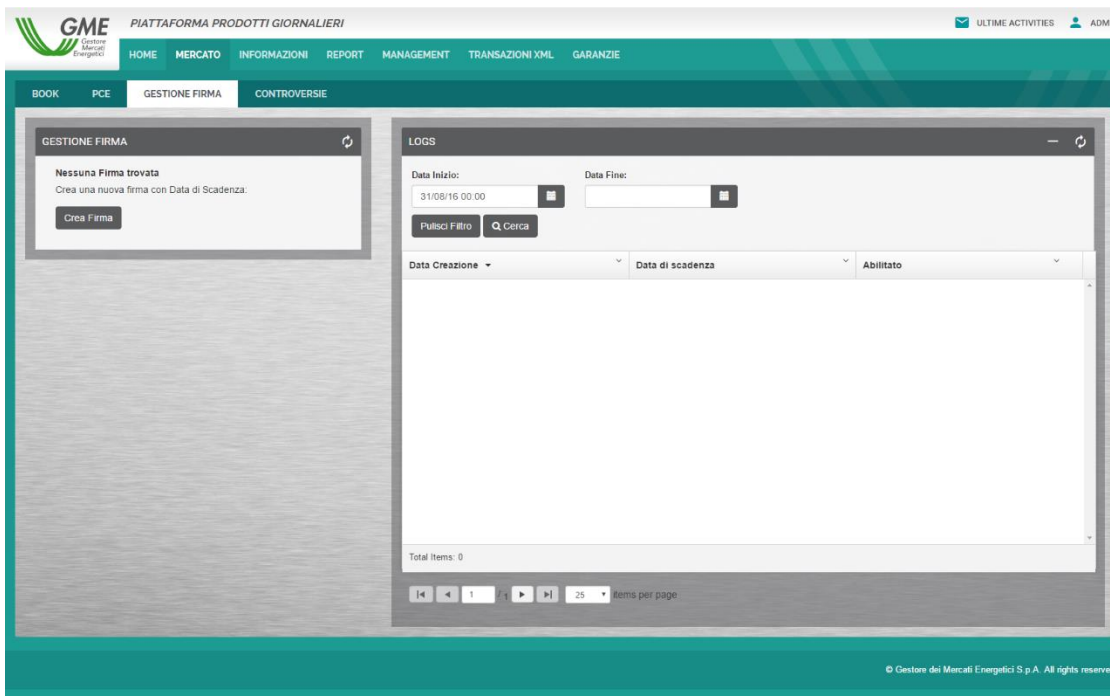 GME
Gestore
Mercati
Energetici
PIATTAFORMA PRODOTTI GIORNALIERI
ULTIME ACTIVITIES ADM
HOME MERCATO INFORMAZIONI REPORT MANAGEMENT TRANSAZIONI XML GARANZIE
BOOK PCE GESTIONE FIRMA CONTROVERSIE
GESTIONE FIRMA
Nessuna Firma trovata
Crea una nuova firma con Data di Scadenza:
Crea Firma
LOGS
Data Inizio: Data Fine:
31/08/16 00:00
Pulisci Filtro Cerca
Data Creazione Data di scadenza Abilitato
Total Items: 0
1 / 1 25 items per page
© Gestore dei Mercati Energetici S.p.A. All rights reserve